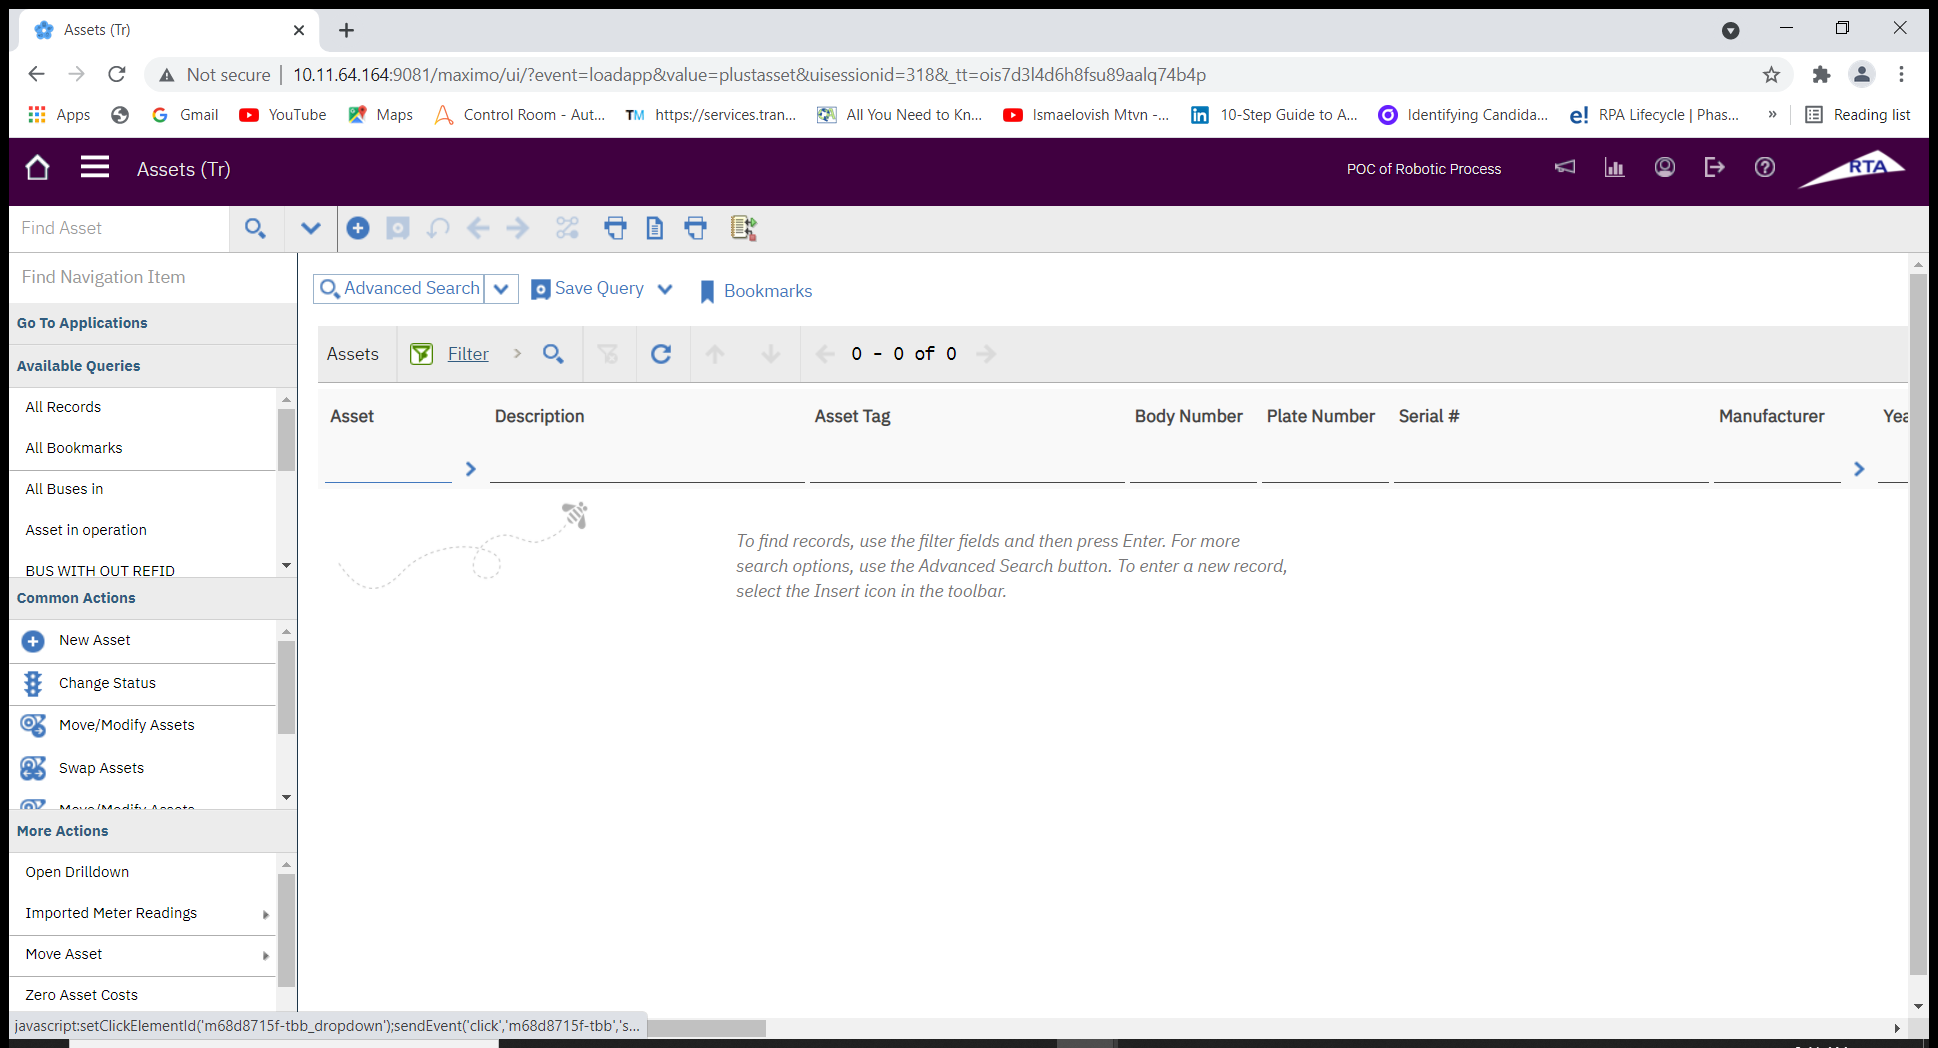 Assets (Tr)
Not secure | 10.11.64.164:9081/maximo/ui/?event=loadapp&value=plustasset&uisessionid=318&_tt=ois7d3l4d6h8fsu89aalq74b4p
Apps Gmail YouTube Maps Control Room - Aut... TM https://services.tran... All You Need to Kn... Ismaelovish Mtvn -... in 10-Step Guide to A... Identifying Candida... e! RPA Lifecycle | Phas... » Reading list
Assets (Tr) POC of Robotic Process RTA
Find Asset
Find Navigation Item
Advanced Search Save Query Bookmarks
Go To Applications
Available Queries
All Records
All Bookmarks
All Buses in
Asset in operation
BUS WITH OUT REFID
Common Actions
New Asset
Change Status
Move/Modify Assets
Swap Assets
Move/Modify Assets
More Actions
Open Drilldown
Imported Meter Readings
Move Asset
Zero Asset Costs
Assets Filter 0 - 0 of 0
Asset Description Asset Tag Body Number Plate Number Serial # Manufacturer
To find records, use the filter fields and then press Enter. For more
search options, use the Advanced Search button. To enter a new record,
select the Insert icon in the toolbar.
javascript:setClickElementId('m68d8715f-tbb_dropdown');sendEvent('click','m68d8715f-tbb','s...